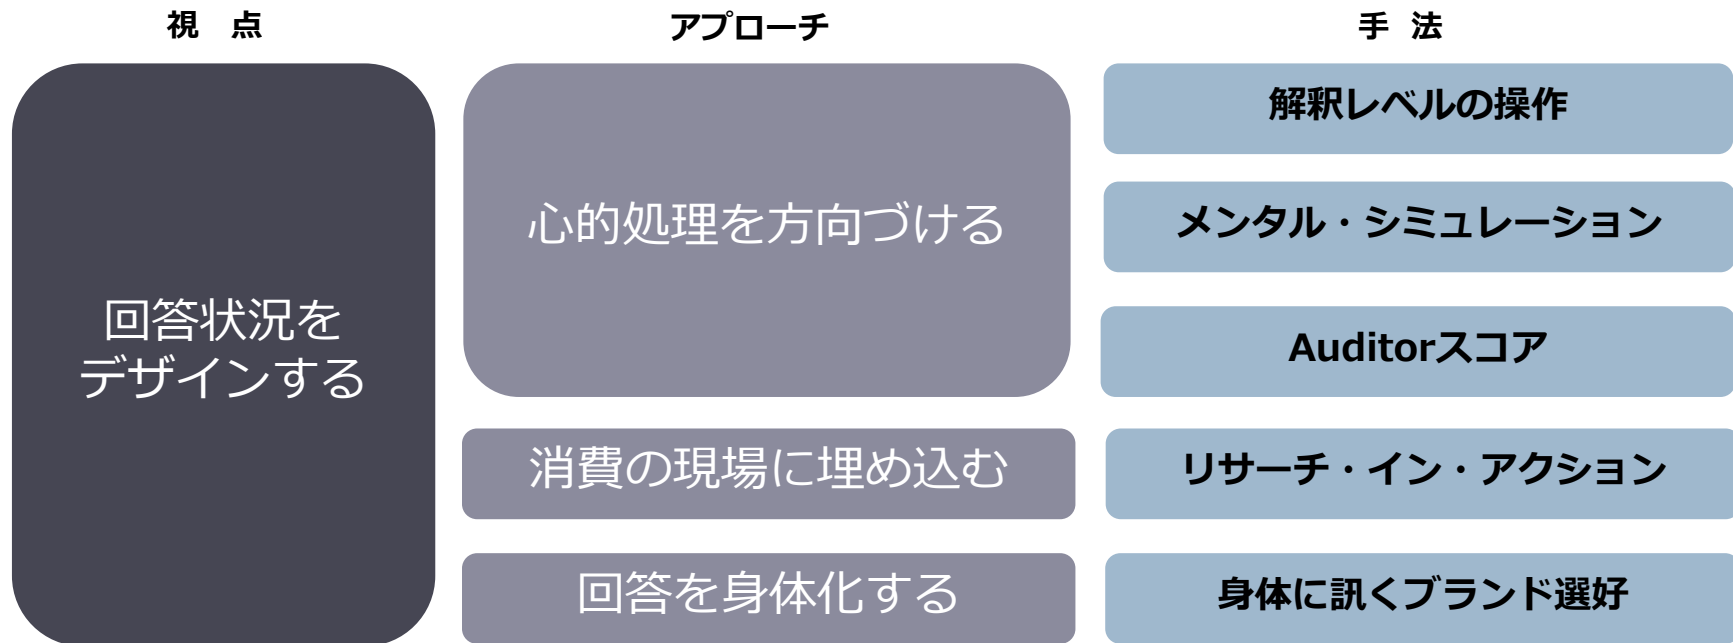 視 点
アプローチ
手 法
回答状況を
デザインする
心的処理を方向づける
解釈レベルの操作
メンタル・シミュレーション
Auditorスコア
消費の現場に埋め込む
リサーチ・イン・アクション
回答を身体化する
身体に訊くブランド選好